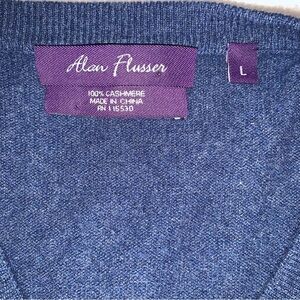 Alan Flusser
L
100% CASHMERE
MADE IN CHINA
RN 115530